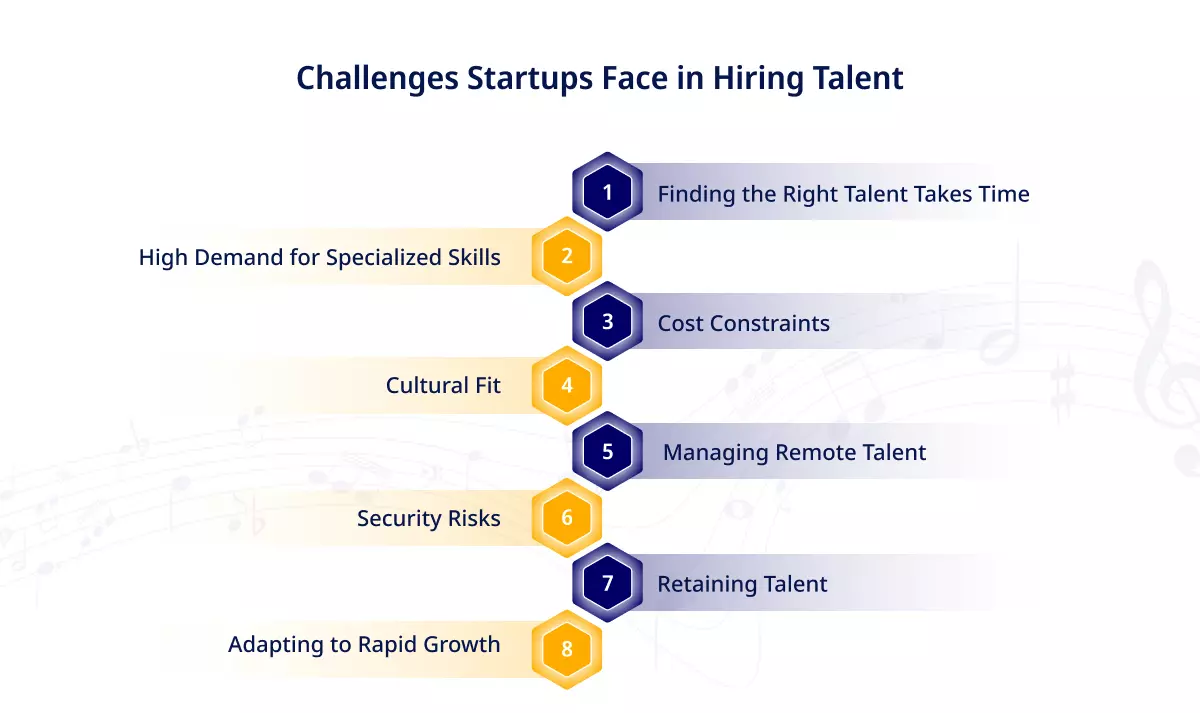 Challenges Startups Face in Hiring Talent
1 Finding the Right Talent Takes Time
High Demand for Specialized Skills 2
3 Cost Constraints
Cultural Fit 4
5 Managing Remote Talent
Security Risks 6
7 Retaining Talent
Adapting to Rapid Growth 8